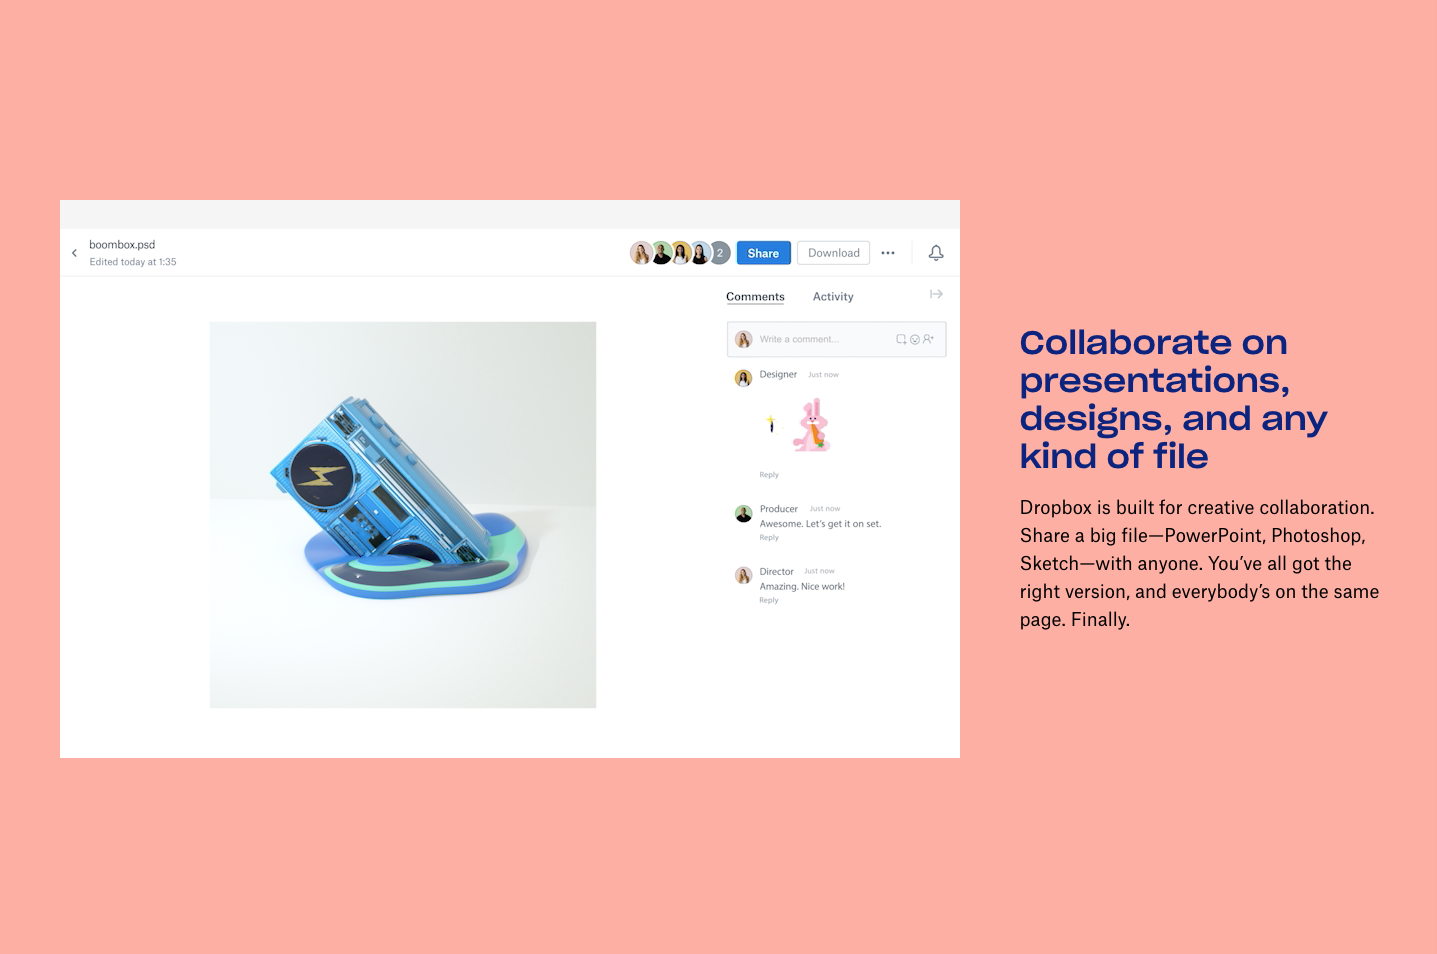 boombox.psd
Edited today at 1:35
2
Share
Download
Comments
Activity
Write a comment...
Designer Just now
Reply
Producer Just now
Awesome. Let's get it on set.
Reply
Director Just now
Amazing. Nice work!
Reply
Collaborate on
presentations,
designs, and any
kind of file
Dropbox is built for creative collaboration.
Share a big file—PowerPoint, Photoshop,
Sketch—with anyone. You’ve all got the
right version, and everybody’s on the same
page. Finally.